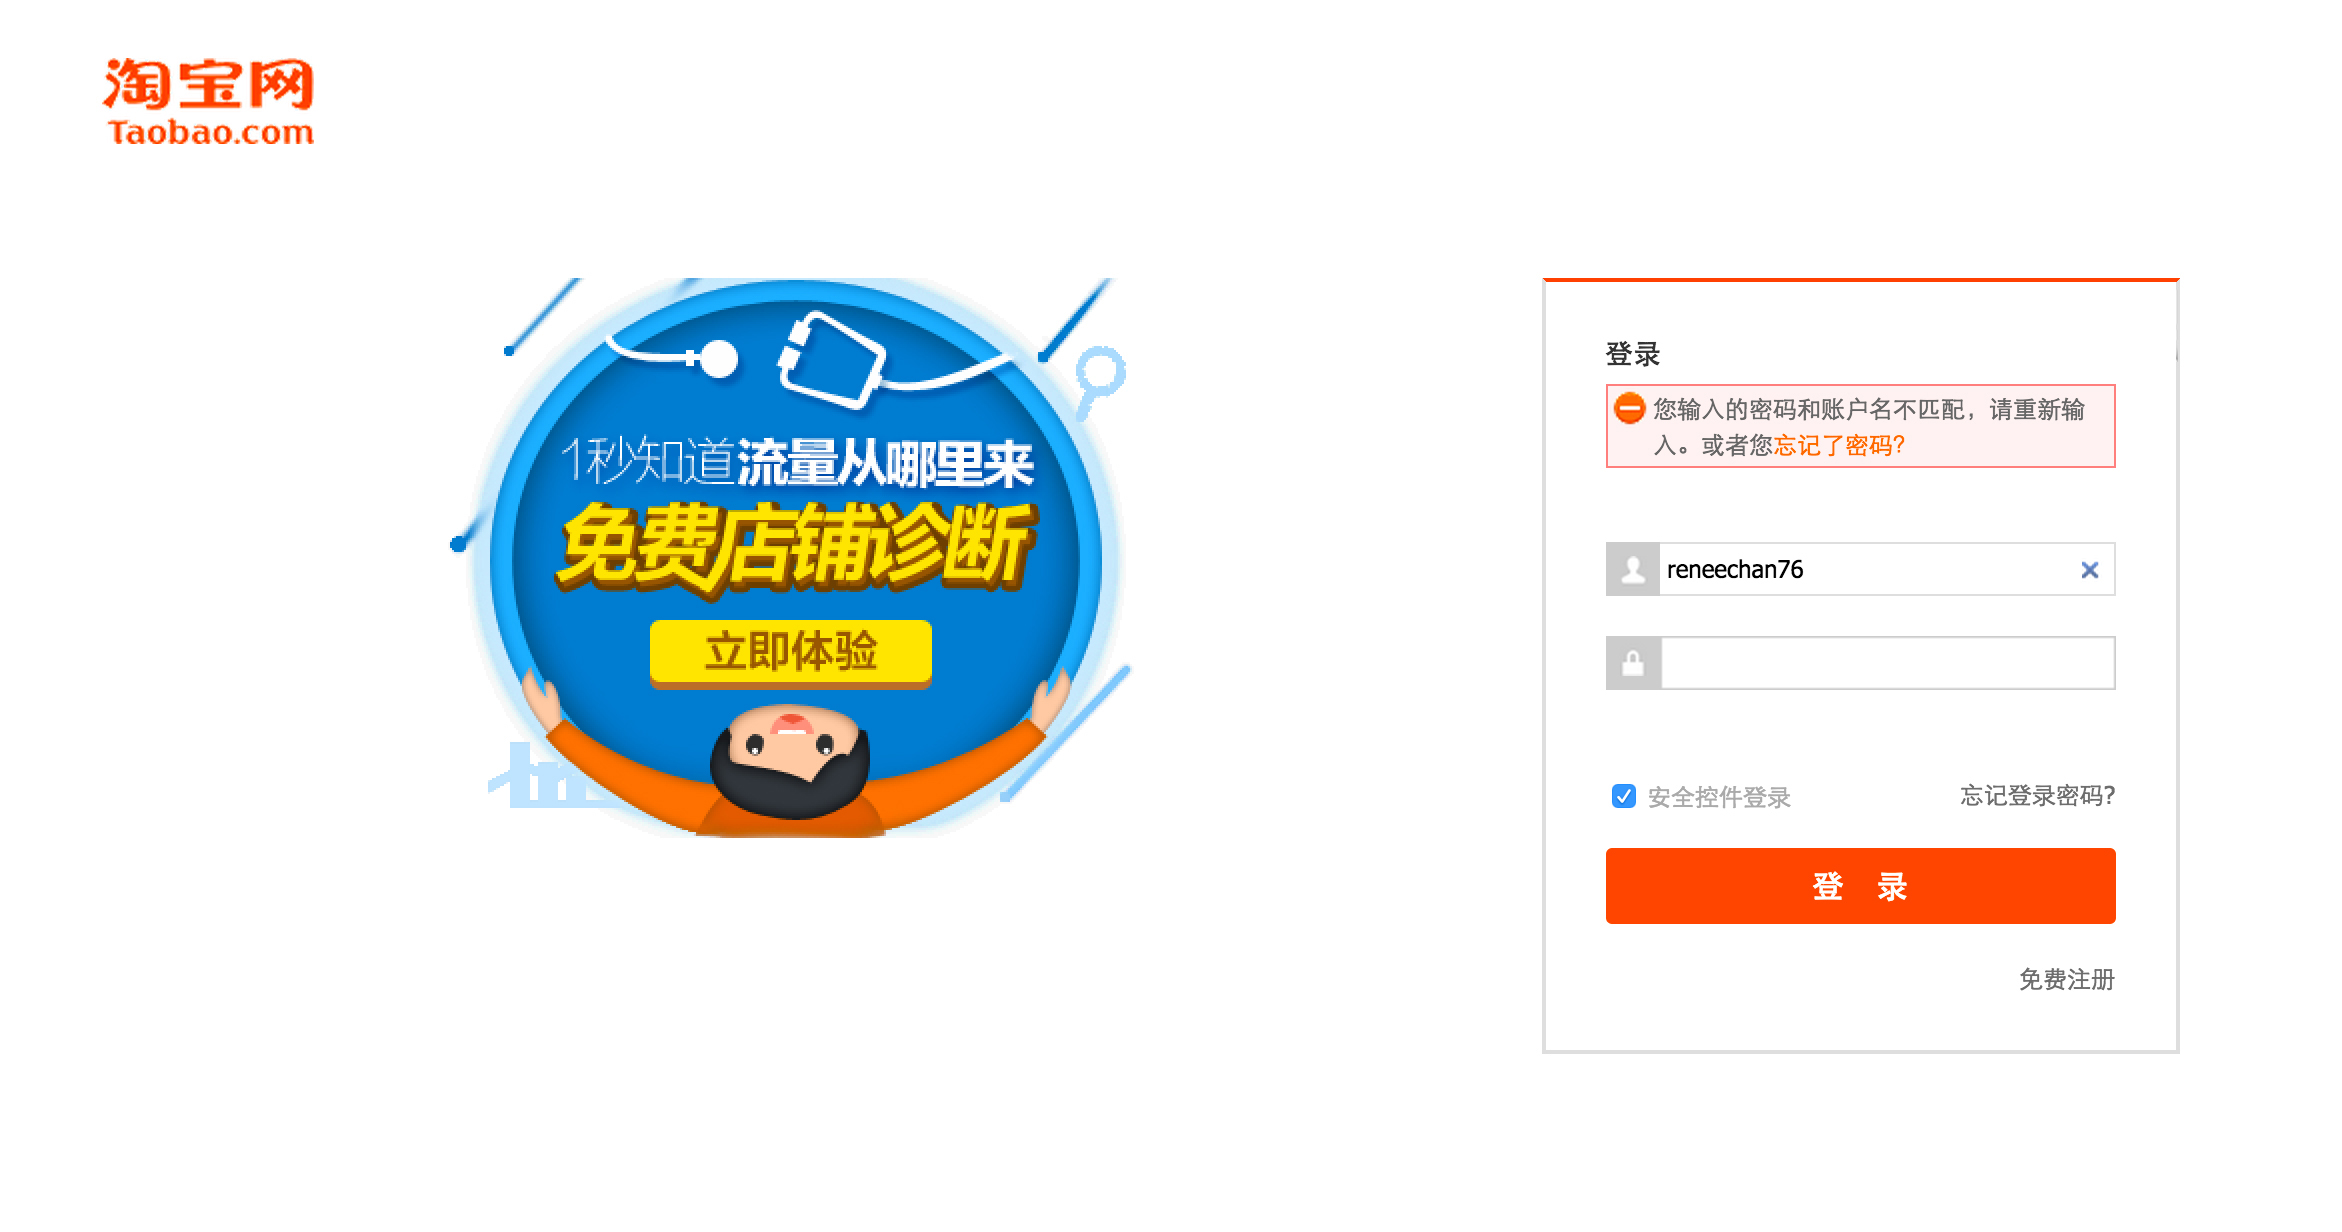 淘宝网
Taobao.com
1秒知道流量从哪里来
免费店铺诊断
立即体验
登录
您输入的密码和账户名不匹配，请重新输
入。或者您忘记了密码?
reneechan76
安全控件登录 忘记登录密码?
登 录
免费注册